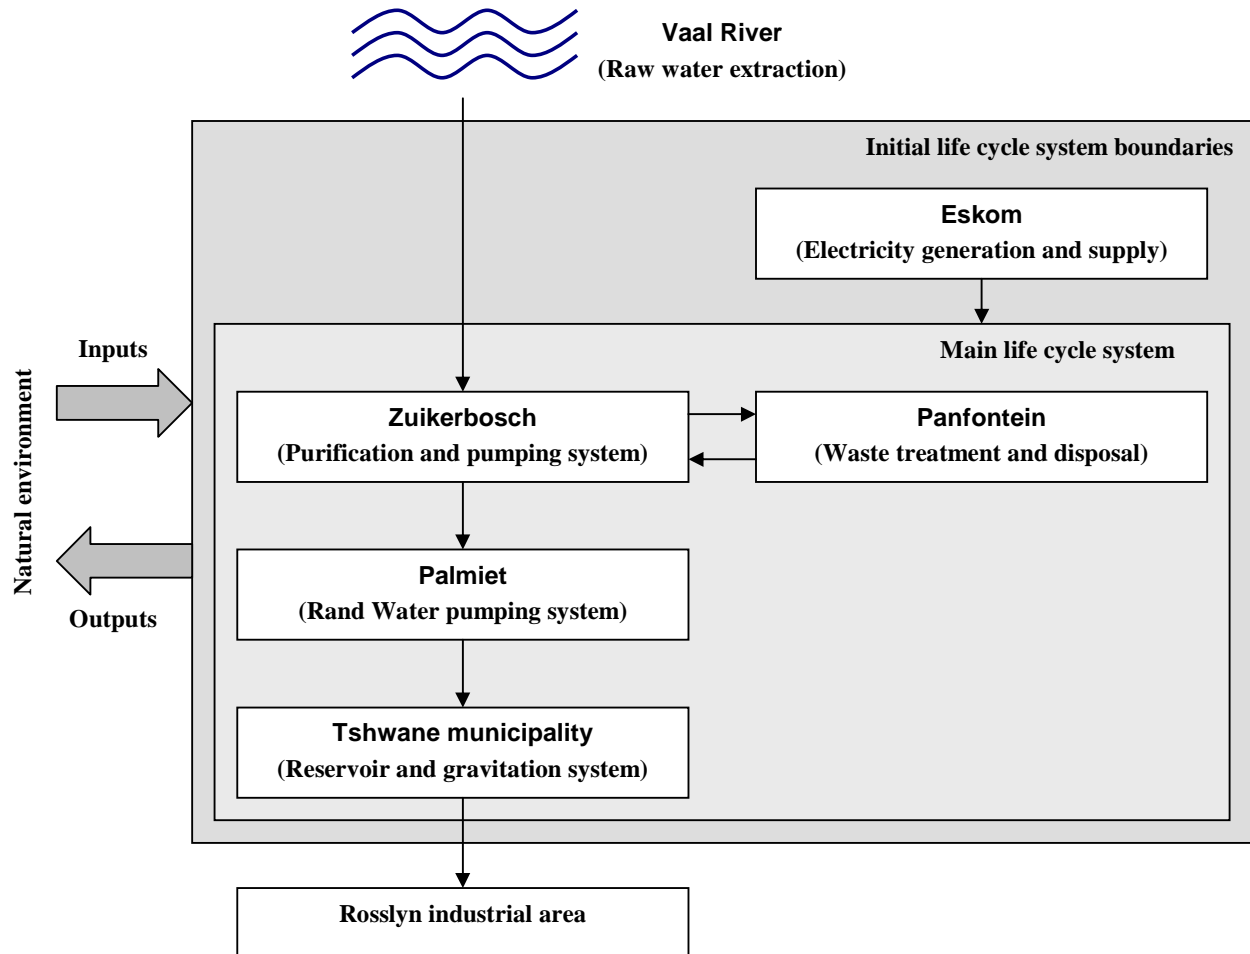 Vaal River
(Raw water extraction)
Initial life cycle system boundaries
Eskom
(Electricity generation and supply)
Main life cycle system
Inputs
Natural environment
Outputs
Zuikerbosch
(Purification and pumping system)
Panfontein
(Waste treatment and disposal)
Palmiet
(Rand Water pumping system)
Tshwane municipality
(Reservoir and gravitation system)
Rosslyn industrial area